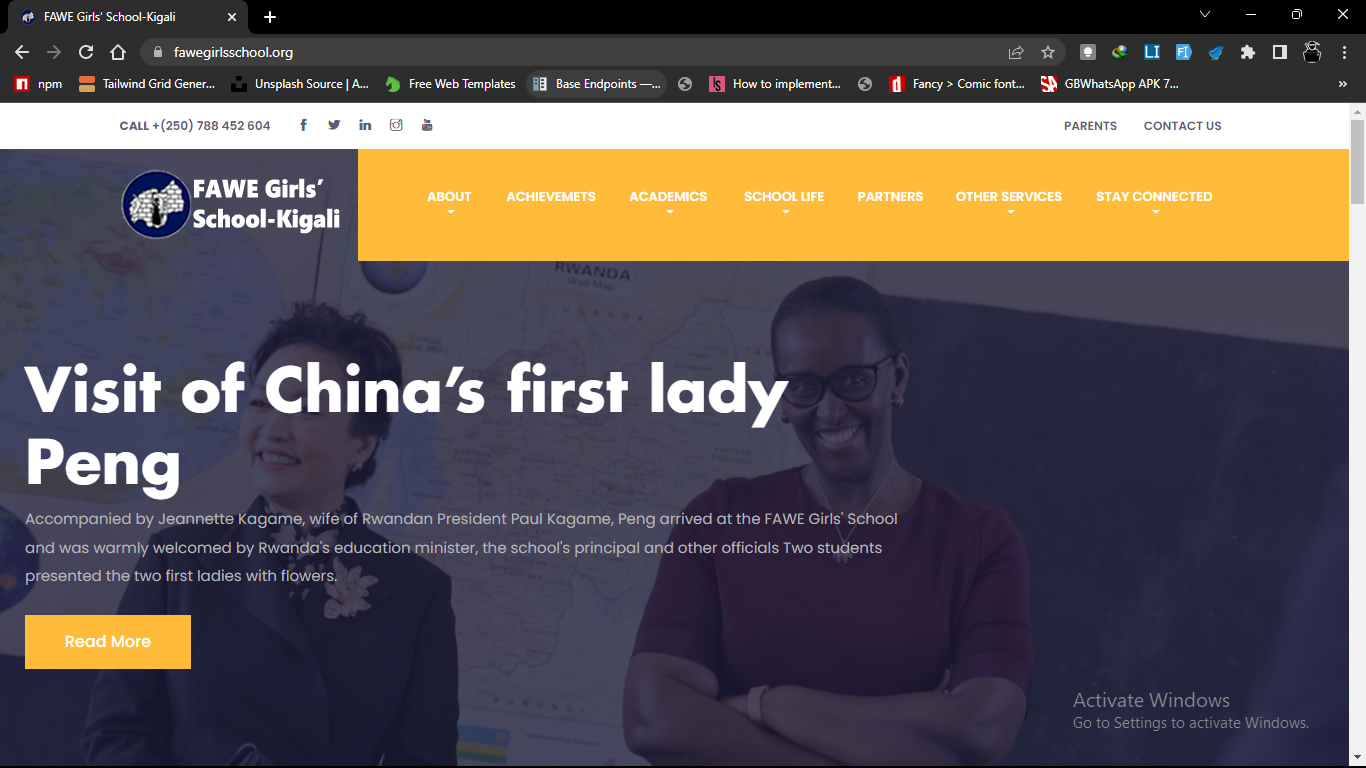 FAWE Girls' School-Kigali
fawegirlsschool.org
npm
Tailwind Grid Gener...
Unsplash Source | A...
Free Web Templates
Base Endpoints —...
How to implement...
Fancy > Comic font...
GBWhatsApp APK 7...
CALL +(250) 788 452 604
PARENTS
CONTACT US
FAWE Girls'
School-Kigali
ABOUT
ACHIEVEMETS
ACADEMICS
SCHOOL LIFE
PARTNERS
OTHER SERVICES
STAY CONNECTED
RWANDA
Wall Map
UGANDA
Visit of China's first lady
Peng
Accompanied by Jeannette Kagame, wife of Rwandan President Paul Kagame, Peng arrived at the FAWE Girls' School
and was warmly welcomed by Rwanda's education minister, the school's principal and other officials Two students
presented the two first ladies with flowers.
Read More
Activate Windows
Go to Settings to activate Windows.